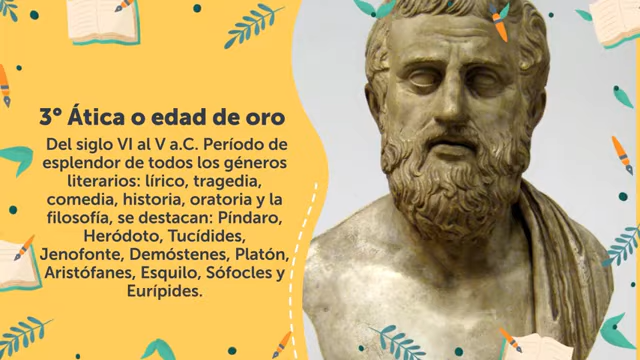 3° Ática o edad de oro
Del siglo VI al V a.C. Período de
esplendor de todos los géneros
literarios: lírico, tragedia,
comedia, historia, oratoria y la
filosofía, se destacan: Píndaro,
Heródoto, Tucídides,
Jenofonte, Demóstenes, Platón,
Aristófanes, Esquilo, Sófocles y
Eurípides.